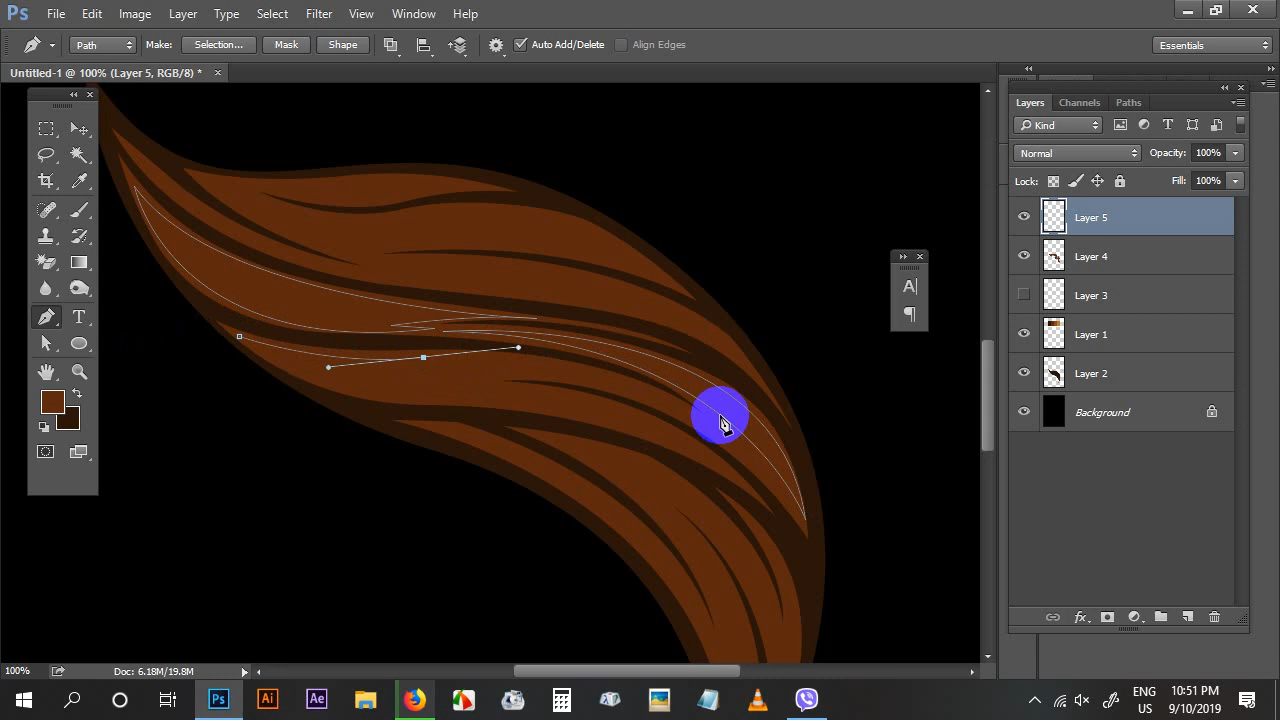 Ps File Edit Image Layer Type Select Filter View Window Help
Path Make: Selection... Mask Shape Auto Add/Delete Align Edges Essentials
Untitled-1 @ 100% (Layer 5, RGB/8) *
Layers Channels Paths
Kind
Normal Opacity: 100%
Lock: Fill: 100%
Layer 5
Layer 4
Layer 3
Layer 1
Layer 2
Background
100% Doc: 6.18M/19.8M
Ps Ai Ae
ENG 10:51 PM
US 9/10/2019